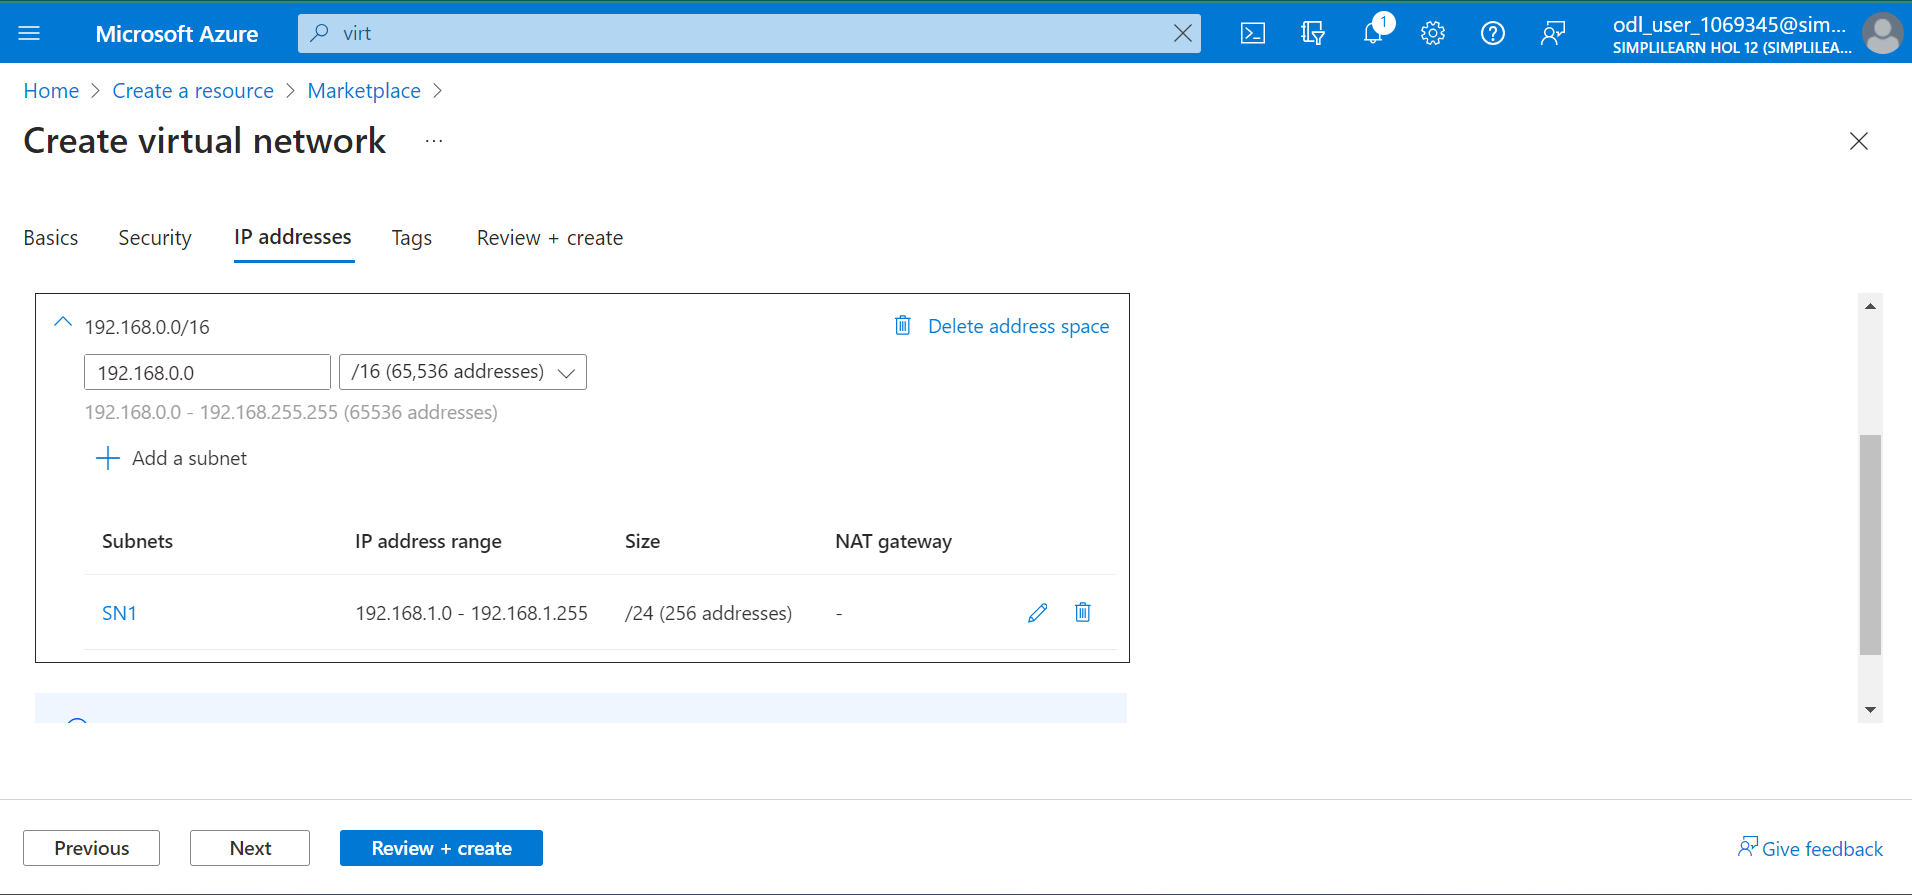 Microsoft Azure
virt
1
odl_user_1069345@sim...
SIMPLILEARN HOL 12 (SIMPLILEA...
Home > Create a resource > Marketplace >
Create virtual network ...
Basics Security IP addresses Tags Review + create
192.168.0.0/16 Delete address space
192.168.0.0 /16 (65,536 addresses)
192.168.0.0 - 192.168.255.255 (65536 addresses)
+ Add a subnet
Subnets IP address range Size NAT gateway
SN1 192.168.1.0 - 192.168.1.255 /24 (256 addresses) -
Previous Next Review + create Give feedback